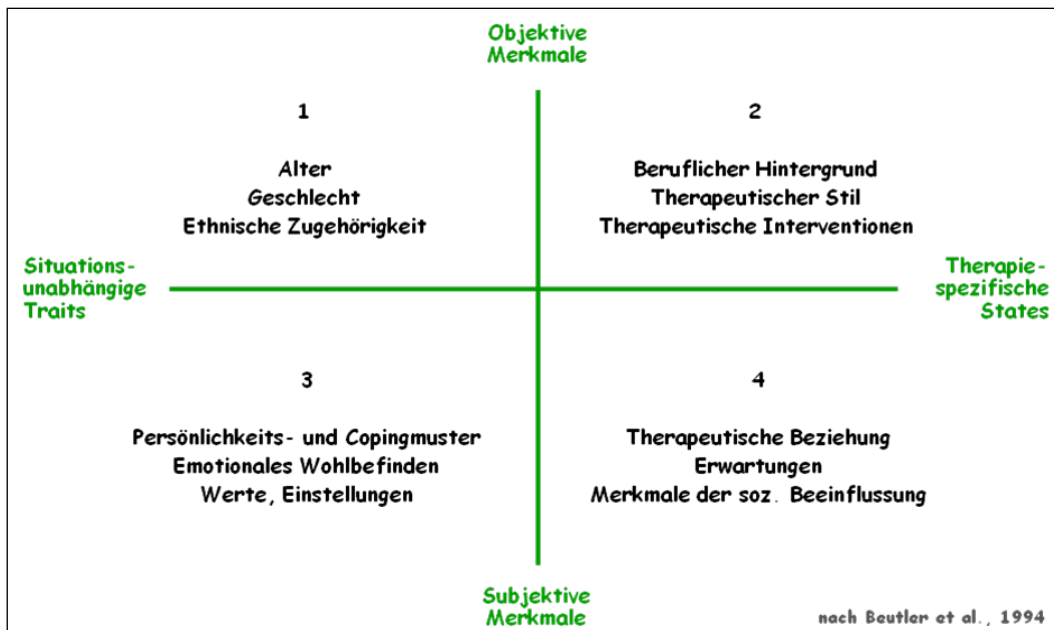 Objektive
Merkmale
1
Alter
Geschlecht
Ethnische Zugehörigkeit
2
Beruflicher Hintergrund
Therapeutischer Stil
Therapeutische Interventionen
Situations-
unabhängige
Traits
Therapie-
spezifische
States
3
Persönlichkeits- und Copingmuster
Emotionales Wohlbefinden
Werte, Einstellungen
4
Therapeutische Beziehung
Erwartungen
Merkmale der soz. Beeinflussung
Subjektive
Merkmale
nach Beutler et al., 1994